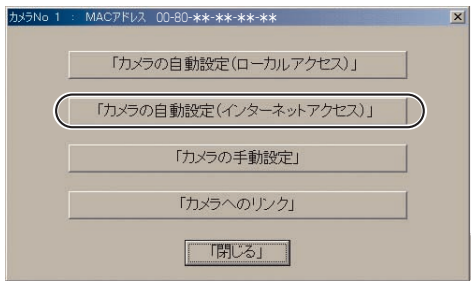 カメラNo 1 : MACアドレス 00-80-**-**-**-**
「カメラの自動設定(ローカルアクセス)」
「カメラの自動設定(インターネットアクセス)」
「カメラの手動設定」
「カメラへのリンク」
「閉じる」